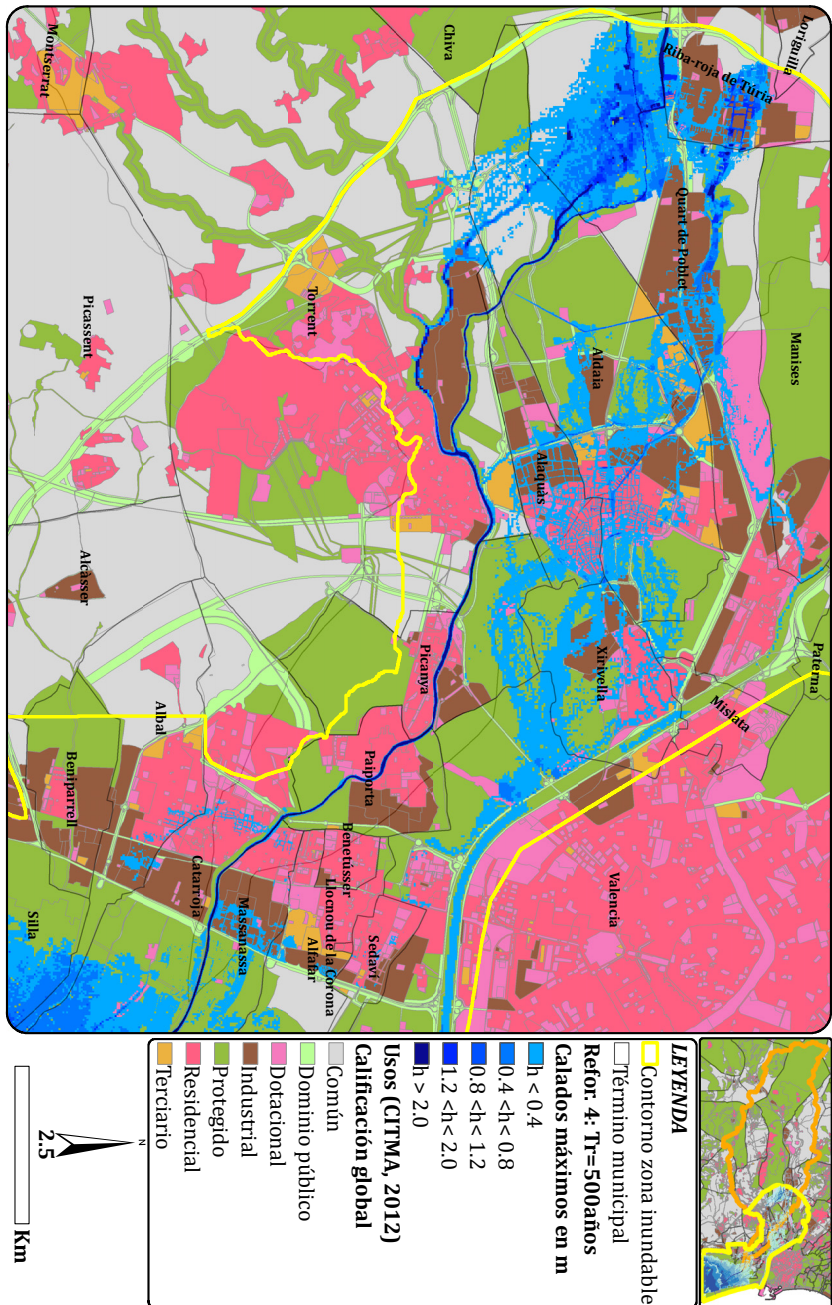 Montserrat
Chiva
Loriguilla
Riba-roja de Túria
Quart de Poblet
Manises
Torrent
Picassent
Aldaia
Alaquàs
Alcàsser
Paterna
Xirivella
Mislata
Picanya
Albal
Paiporta
Beniparrell
Benetússer
Llocnou de la Corona
Catarroja
Massanassa
Alfafar
Sedaví
Valencia
Silla
LEYENDA
Contorno zona inundable
Término municipal
Refor. 4: Tr=500años
Calados máximos en m
h < 0.4
0.4 <h< 0.8
0.8 <h< 1.2
1.2 <h< 2.0
h > 2.0
Usos (CITMA, 2012)
Calificación global
Común
Dominio público
Dotacional
Industrial
Protegido
Residencial
Terciario
N
2.5
Km